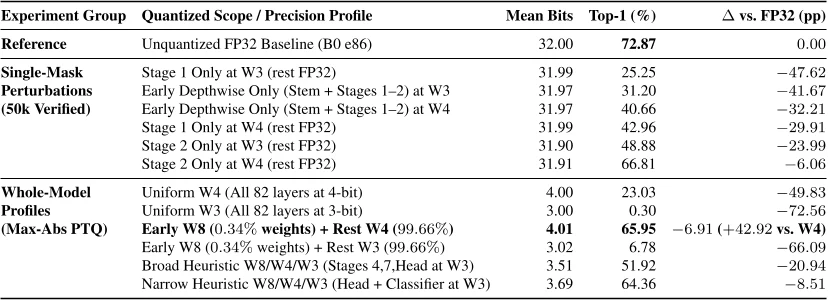 Experiment Group Quantized Scope / Precision Profile Mean Bits Top-1 (%) Δ vs. FP32 (pp)
Reference Unquantized FP32 Baseline (B0 e86) 32.00 72.87 0.00
Single-Mask Stage 1 Only at W3 (rest FP32) 31.99 25.25 −47.62
Perturbations Early Depthwise Only (Stem + Stages 1–2) at W3 31.97 31.20 −41.67
(50k Verified) Early Depthwise Only (Stem + Stages 1–2) at W4 31.97 40.66 −32.21
Stage 1 Only at W4 (rest FP32) 31.99 42.96 −29.91
Stage 2 Only at W3 (rest FP32) 31.90 48.88 −23.99
Stage 2 Only at W4 (rest FP32) 31.91 66.81 −6.06
Whole-Model Uniform W4 (All 82 layers at 4-bit) 4.00 23.03 −49.83
Profiles Uniform W3 (All 82 layers at 3-bit) 3.00 0.30 −72.56
(Max-Abs PTQ) Early W8 (0.34% weights) + Rest W4 (99.66%) 4.01 65.95 −6.91 (+42.92 vs. W4)
Early W8 (0.34% weights) + Rest W3 (99.66%) 3.02 6.78 −66.09
Broad Heuristic W8/W4/W3 (Stages 4,7,Head at W3) 3.51 51.92 −20.94
Narrow Heuristic W8/W4/W3 (Head + Classifier at W3) 3.69 64.36 −8.51